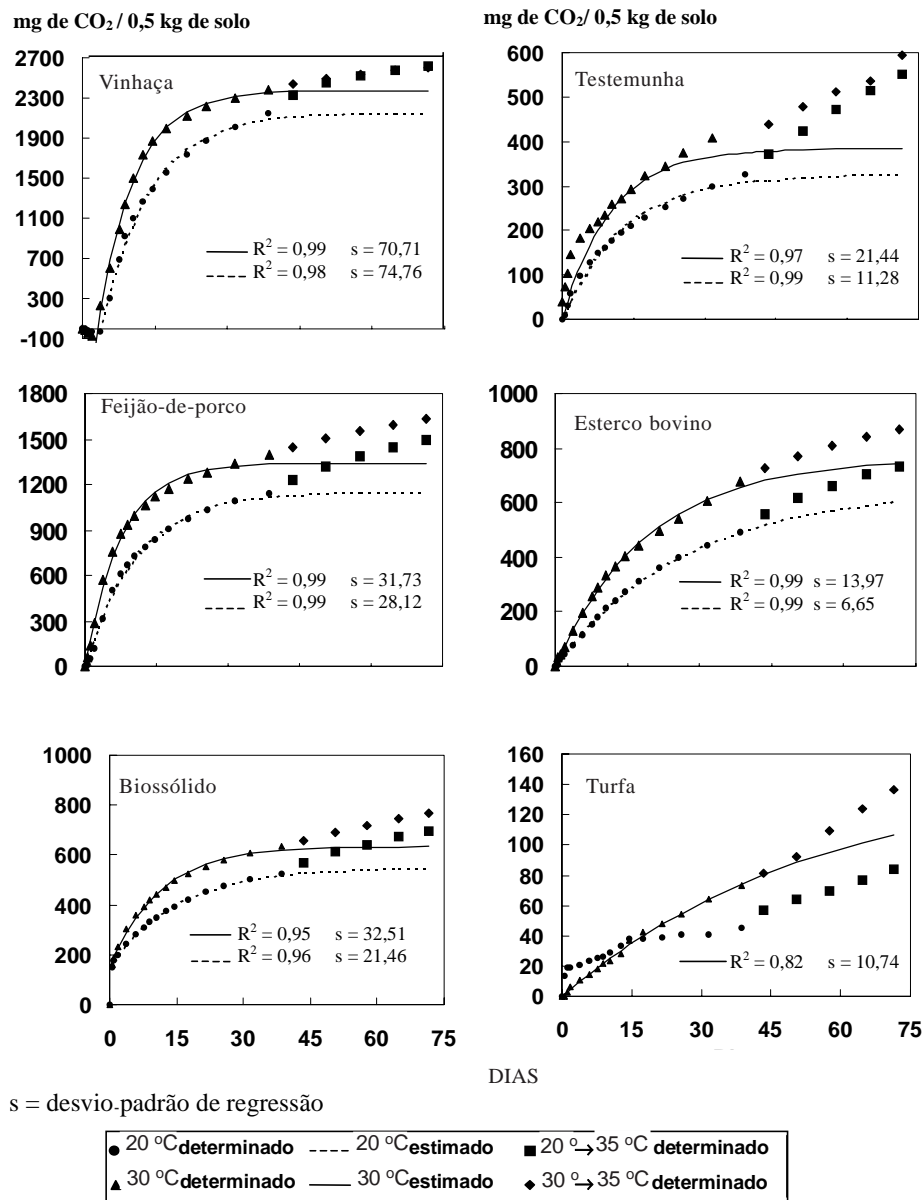 mg de CO₂ / 0,5 kg de solo
mg de CO₂ / 0,5 kg de solo
2700
2300
1900
1500
1100
700
300
-100
Vinhaça
R² = 0,99 s = 70,71
R² = 0,98 s = 74,76
600
500
400
300
200
100
0
Testemunha
R² = 0,97 s = 21,44
R² = 0,99 s = 11,28
1800
1500
1200
900
600
300
0
Feijão-de-porco
R² = 0,99 s = 31,73
R² = 0,99 s = 28,12
1000
800
600
400
200
0
Esterco bovino
R² = 0,99 s = 13,97
R² = 0,99 s = 6,65
1000
800
600
400
200
0
Biossólido
R² = 0,95 s = 32,51
R² = 0,96 s = 21,46
0 15 30 45 60 75
160
140
120
100
80
60
40
20
0
Turfa
R² = 0,82 s = 10,74
0 15 30 45 60 75
DIAS
s = desvio-padrão de regressão
20 °C determinado 20 °C estimado 20 °→35 °C determinado
30 °C determinado 30 °C estimado 30 °→35 °C determinado